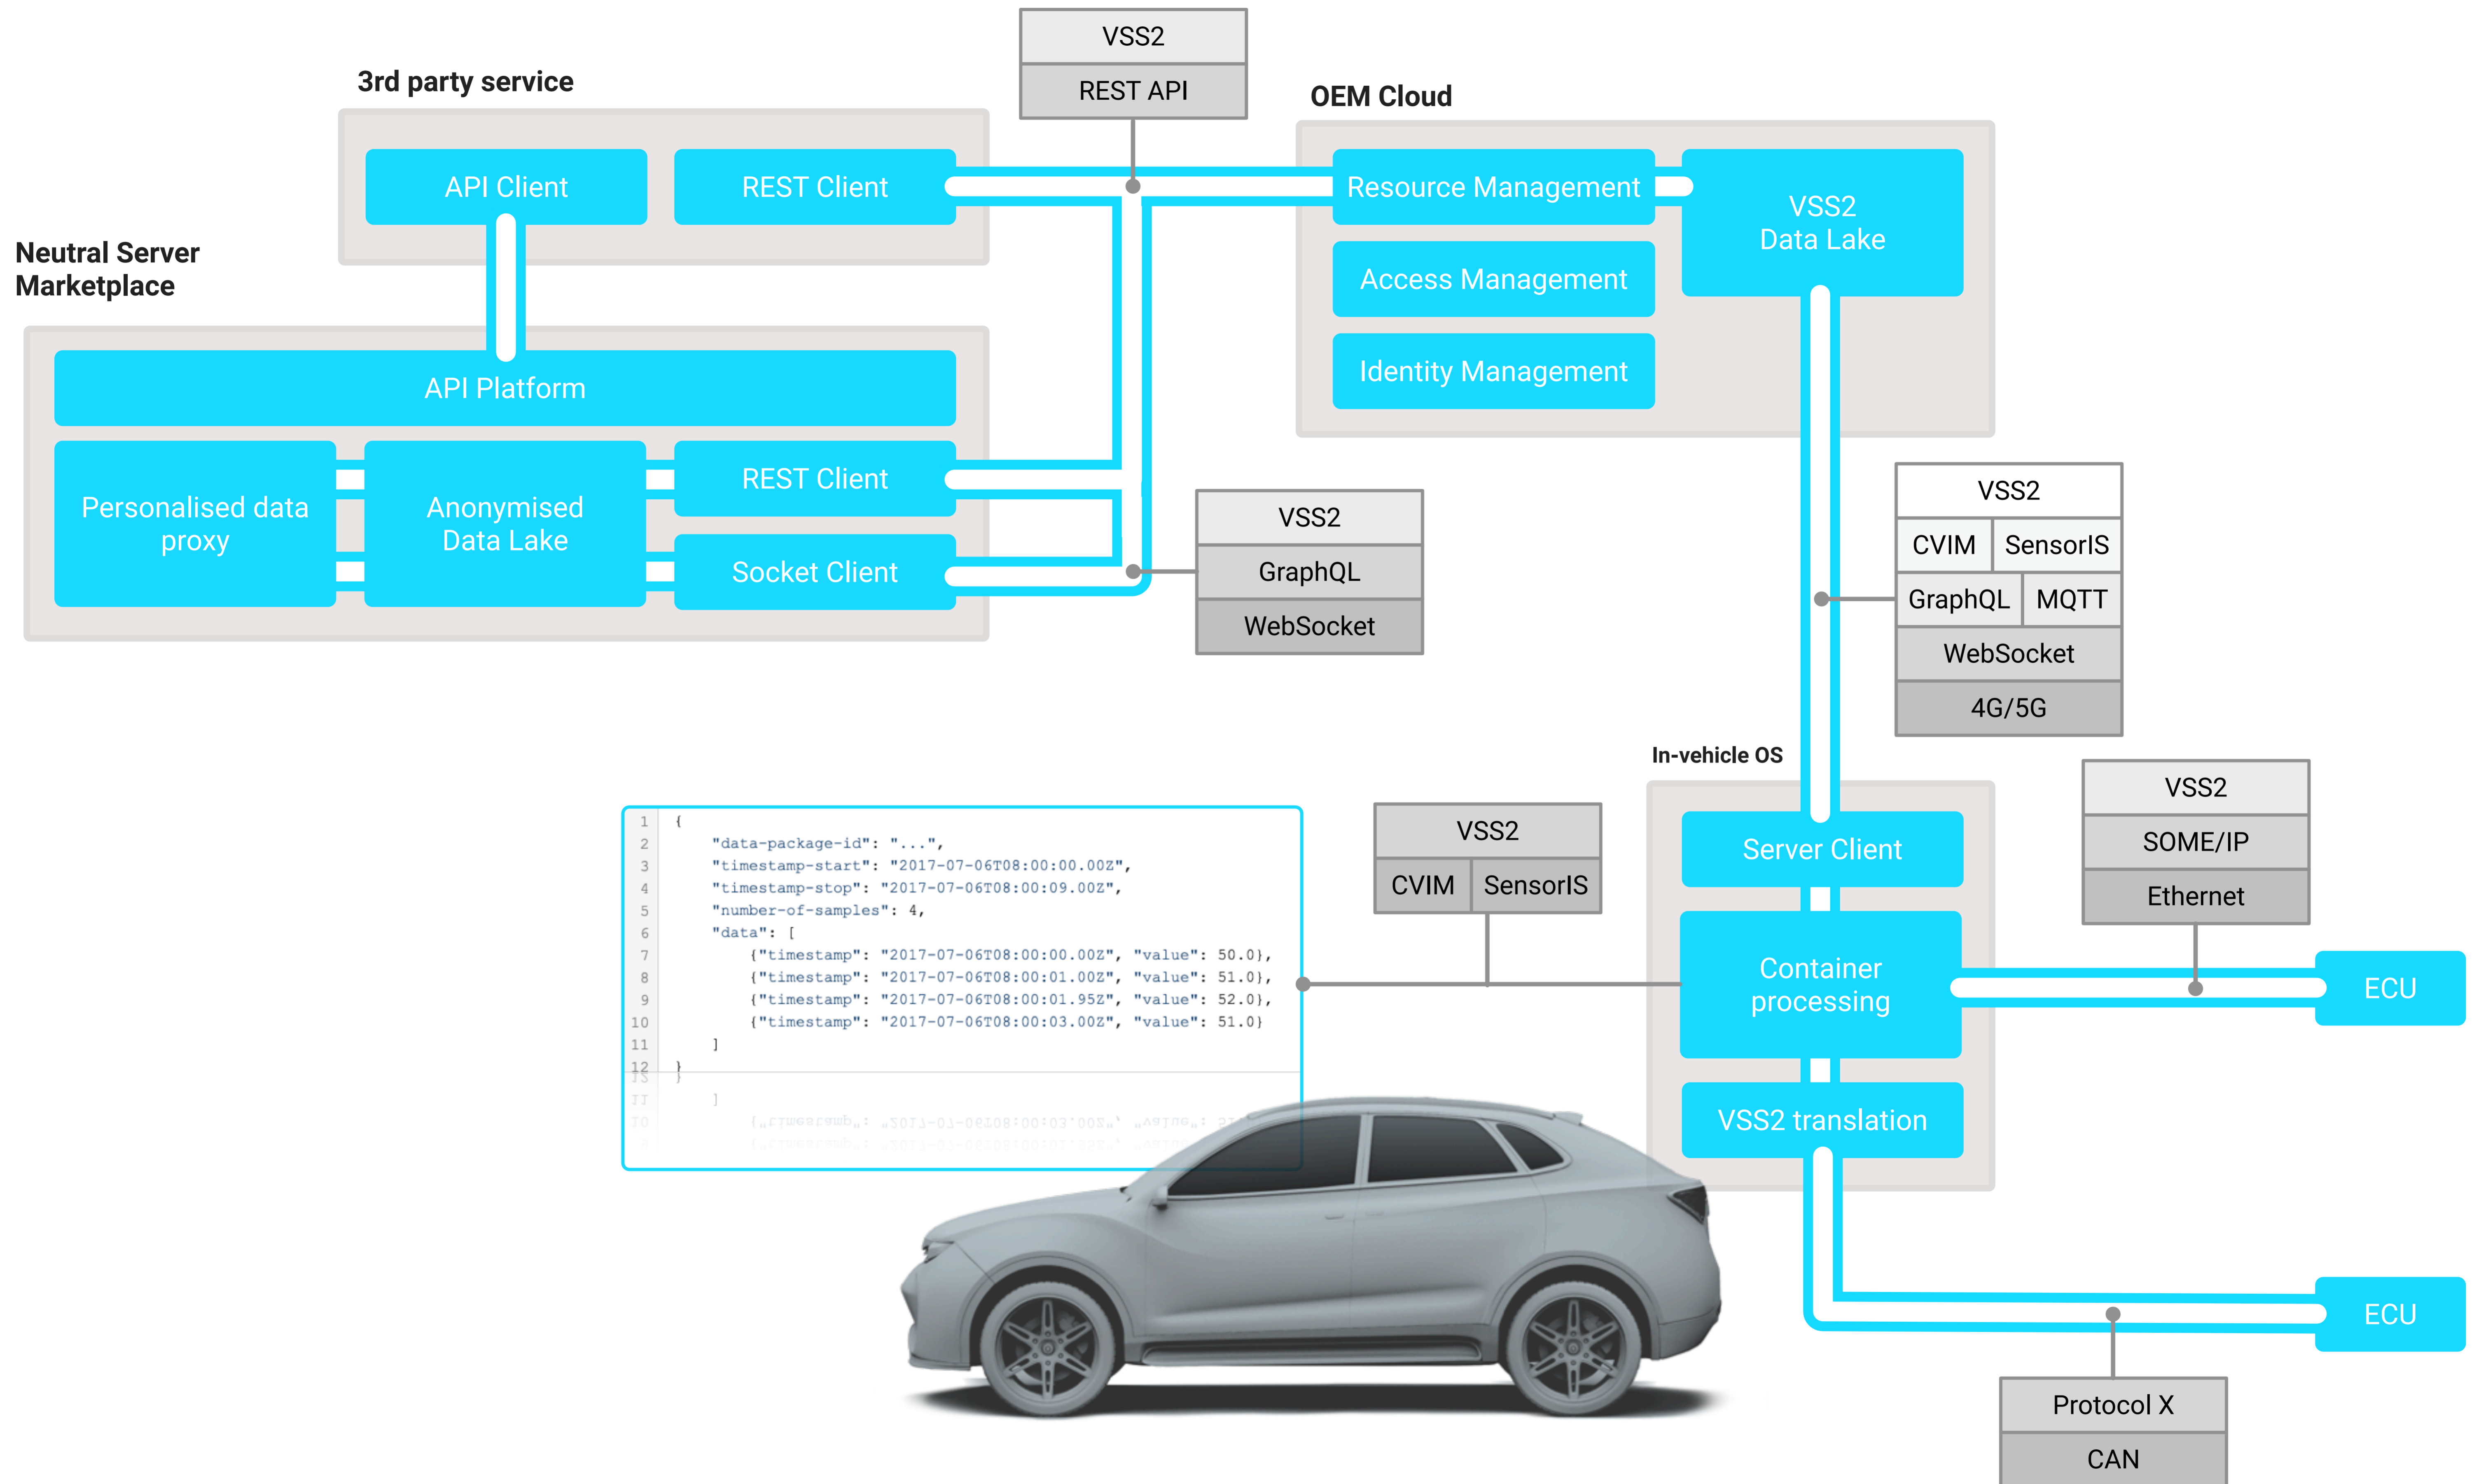 VSS2
REST API
3rd party service
API Client
REST Client
OEM Cloud
Resource Management
VSS2
Data Lake
Access Management
Identity Management
Neutral Server
Marketplace
API Platform
Personalised data
proxy
Anonymised
Data Lake
REST Client
Socket Client
VSS2
GraphQL
WebSocket
VSS2
CVIM SensorIS
GraphQL MQTT
WebSocket
4G/5G
In-vehicle OS
Server Client
Container
processing
VSS2 translation
VSS2
SOME/IP
Ethernet
ECU
VSS2
CVIM SensorIS
1 {
2 "data-package-id": "...",
3 "timestamp-start": "2017-07-06T08:00:00.00Z",
4 "timestamp-stop": "2017-07-06T08:00:09.00Z",
5 "number-of-samples": 4,
6 "data": [
7 {"timestamp": "2017-07-06T08:00:00.00Z", "value": 50.0},
8 {"timestamp": "2017-07-06T08:00:01.00Z", "value": 51.0},
9 {"timestamp": "2017-07-06T08:00:01.95Z", "value": 52.0},
10 {"timestamp": "2017-07-06T08:00:03.00Z", "value": 51.0}
11 ]
12 }
ECU
Protocol X
CAN